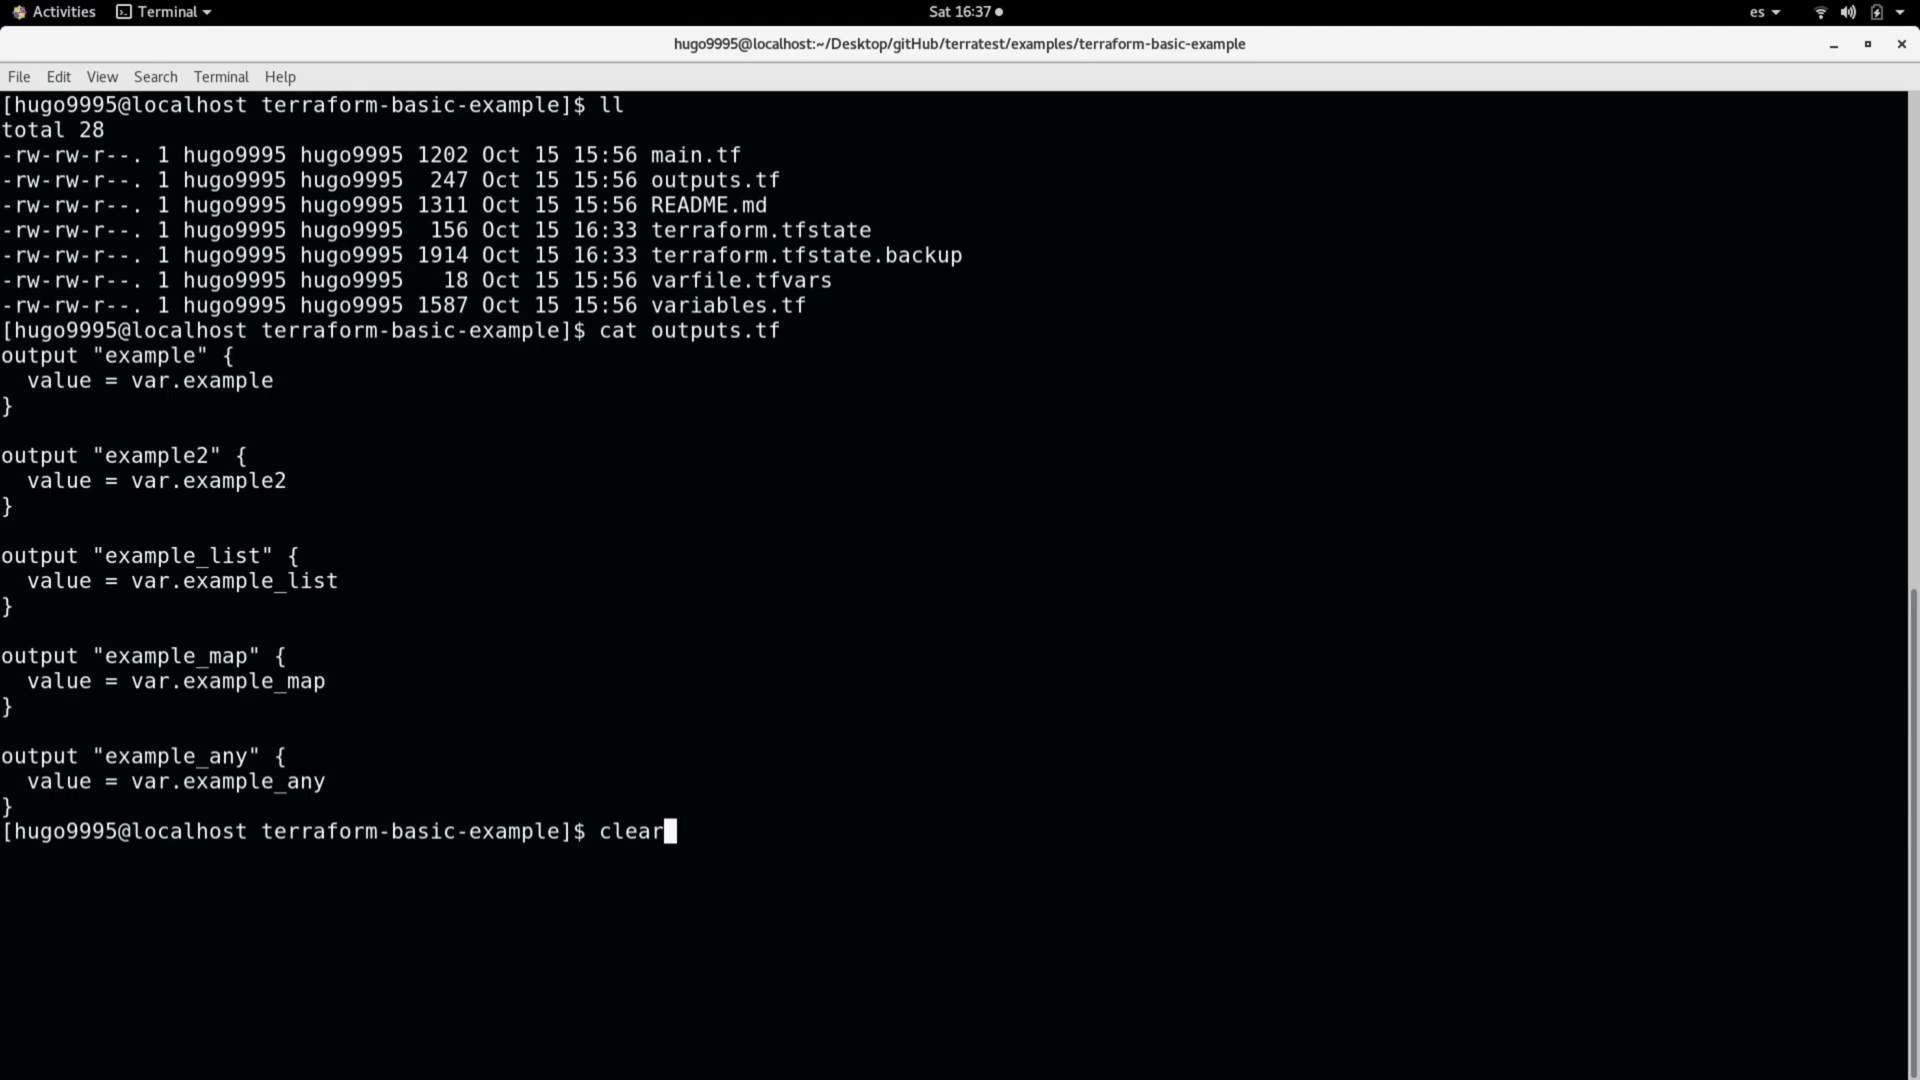 Activities Terminal Sat 16:37 es
hugo9995@localhost:~/Desktop/gitHub/terratest/examples/terraform-basic-example
File Edit View Search Terminal Help
[hugo9995@localhost terraform-basic-example]$ ll
total 28
-rw-rw-r--. 1 hugo9995 hugo9995 1202 Oct 15 15:56 main.tf
-rw-rw-r--. 1 hugo9995 hugo9995  247 Oct 15 15:56 outputs.tf
-rw-rw-r--. 1 hugo9995 hugo9995 1311 Oct 15 15:56 README.md
-rw-rw-r--. 1 hugo9995 hugo9995  156 Oct 15 16:33 terraform.tfstate
-rw-rw-r--. 1 hugo9995 hugo9995 1914 Oct 15 16:33 terraform.tfstate.backup
-rw-rw-r--. 1 hugo9995 hugo9995   18 Oct 15 15:56 varfile.tfvars
-rw-rw-r--. 1 hugo9995 hugo9995 1587 Oct 15 15:56 variables.tf
[hugo9995@localhost terraform-basic-example]$ cat outputs.tf
output "example" {
  value = var.example
}

output "example2" {
  value = var.example2
}

output "example_list" {
  value = var.example_list
}

output "example_map" {
  value = var.example_map
}

output "example_any" {
  value = var.example_any
}
[hugo9995@localhost terraform-basic-example]$ clear